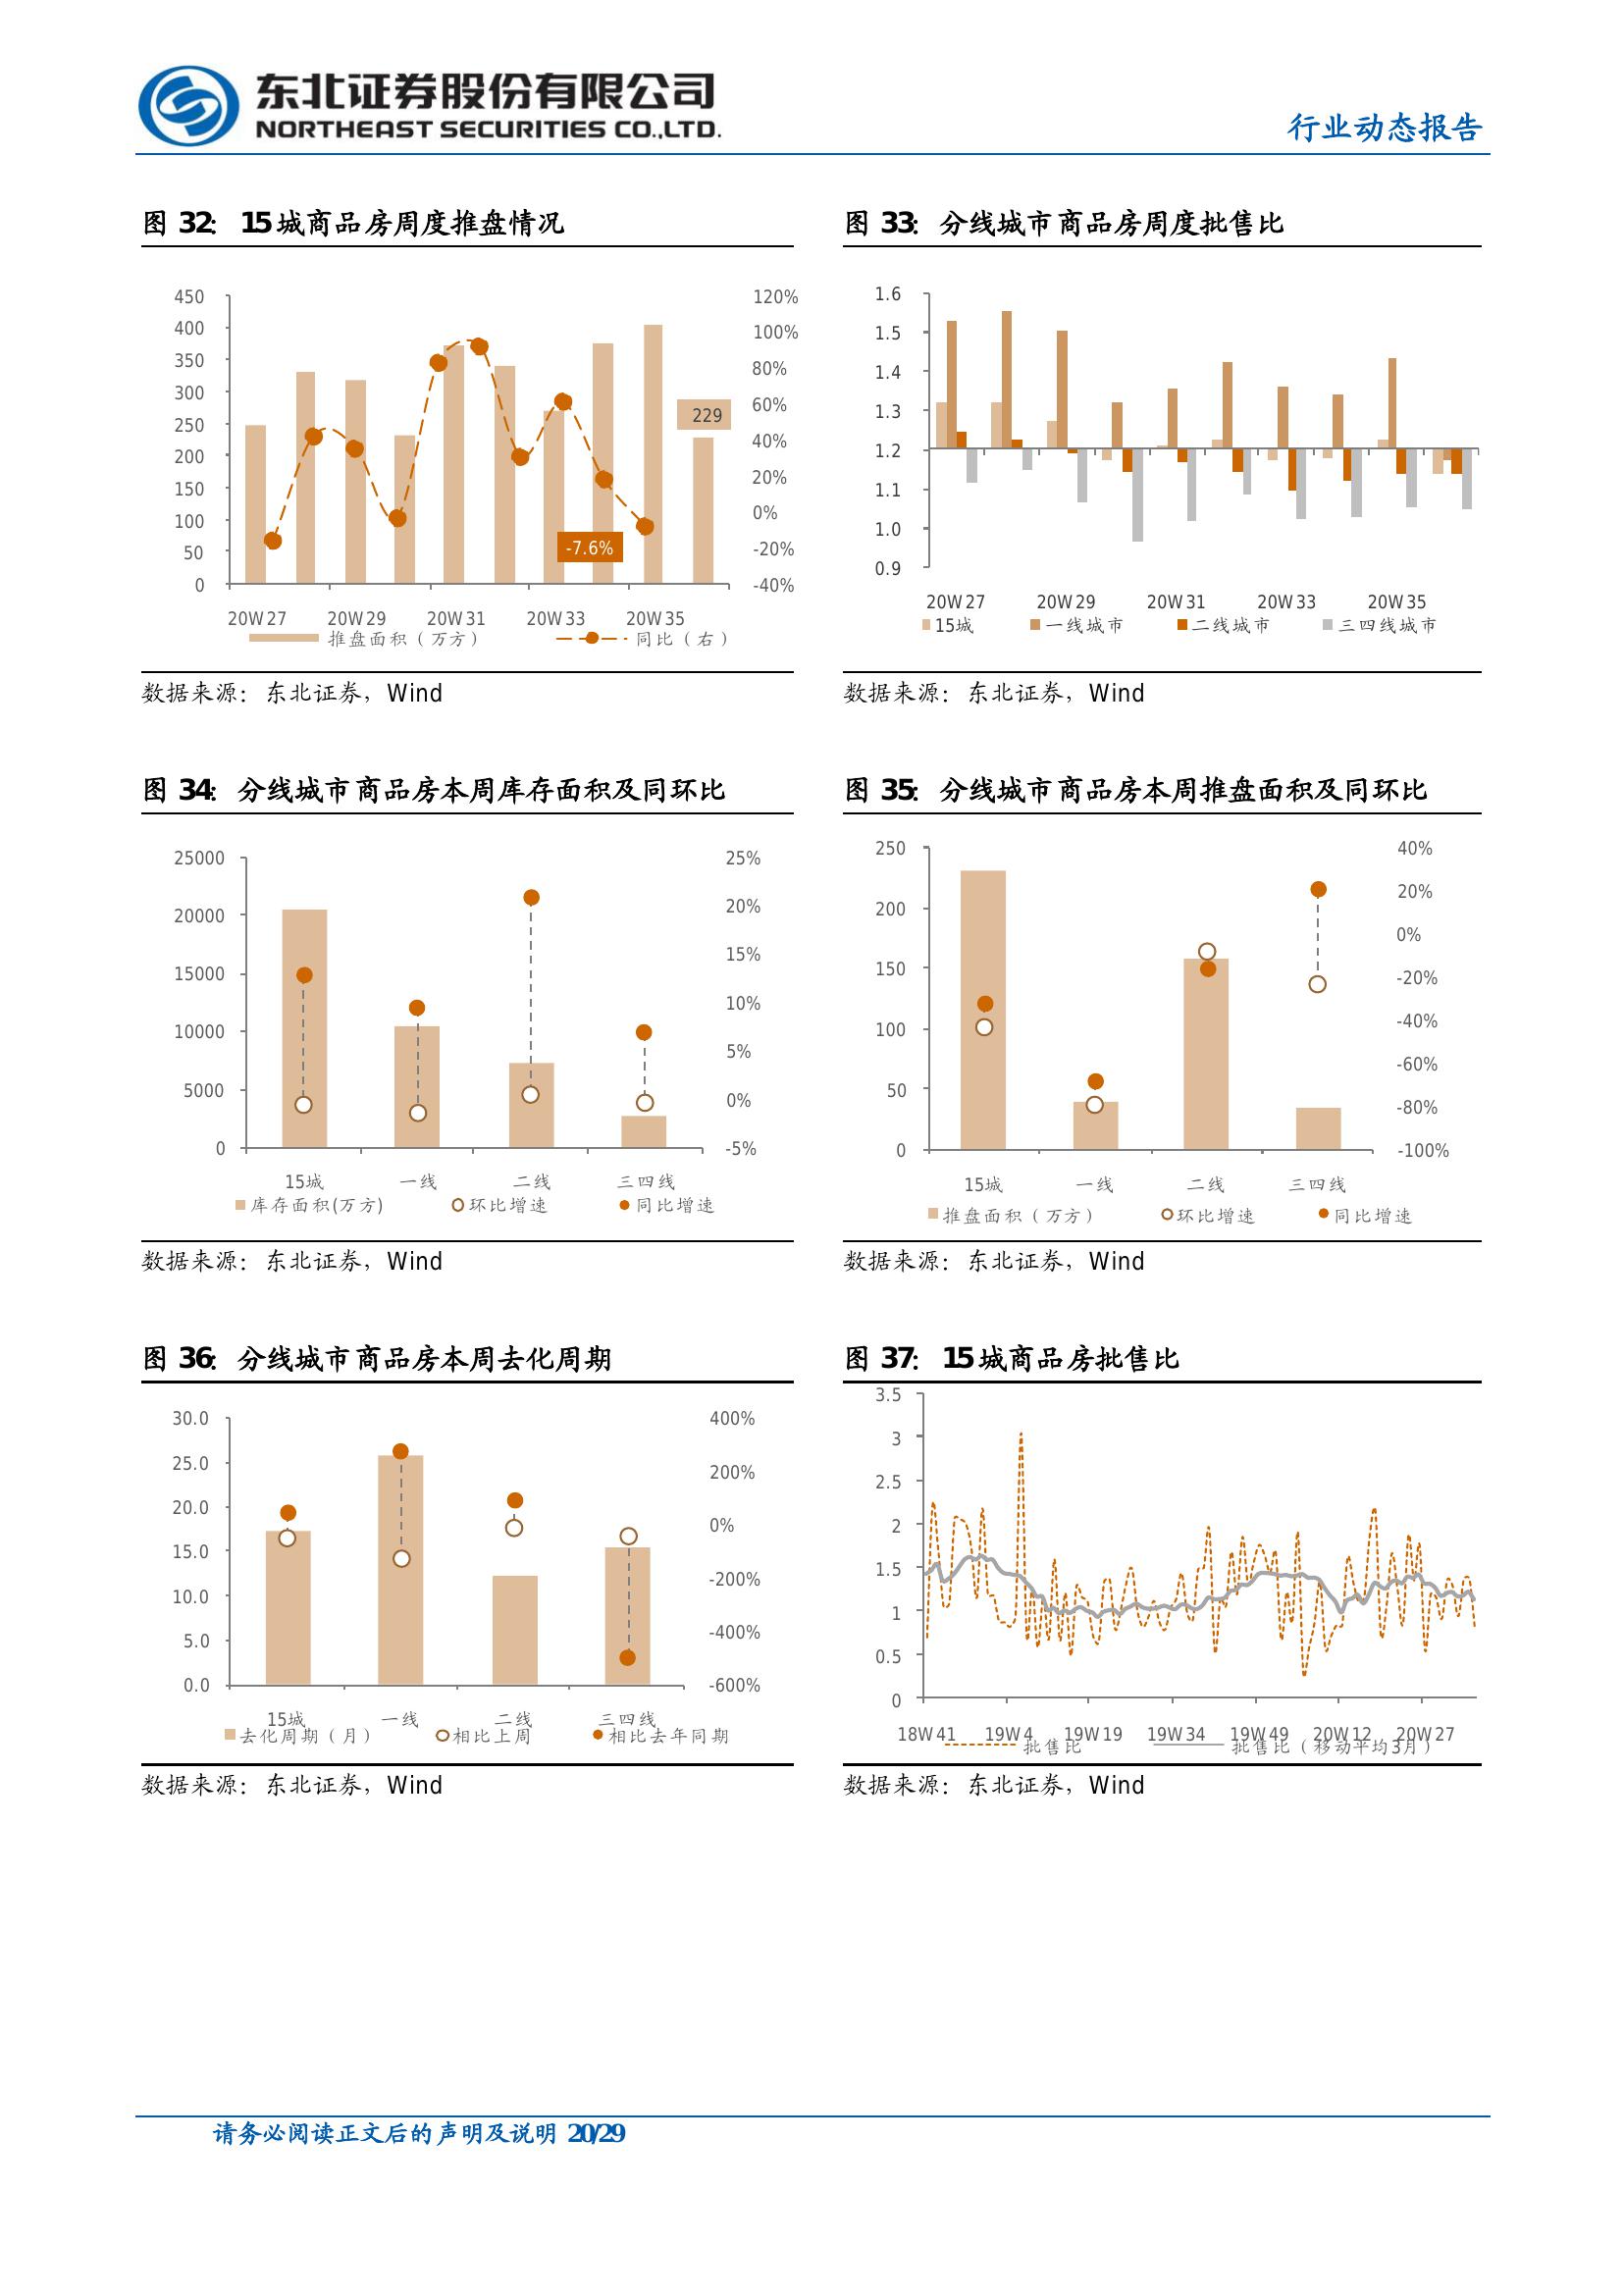 东北证券股份有限公司
NORTHEAST SECURITIES CO.,LTD.
行业动态报告
图 32： 15 城商品房周度推盘情况
450
400
350
300
250
200
150
100
50
0
120%
100%
80%
60%
40%
20%
0%
-20%
-40%
229
-7.6%
20W27 20W29 20W31 20W33 20W35
推盘面积（万方） 同比（右）
数据来源：东北证券，Wind
图 33： 分线城市商品房周度批售比
1.6
1.5
1.4
1.3
1.2
1.1
1.0
0.9
20W27 20W29 20W31 20W33 20W35
15城 一线城市 二线城市 三四线城市
数据来源：东北证券，Wind
图 34： 分线城市商品房本周库存面积及同环比
25000
20000
15000
10000
5000
0
25%
20%
15%
10%
5%
0%
-5%
15城 一线 二线 三四线
库存面积(万方) 环比增速 同比增速
数据来源：东北证券，Wind
图 35： 分线城市商品房本周推盘面积及同环比
250
200
150
100
50
0
40%
20%
0%
-20%
-40%
-60%
-80%
-100%
15城 一线 二线 三四线
推盘面积（万方） 环比增速 同比增速
数据来源：东北证券，Wind
图 36： 分线城市商品房本周去化周期
30.0
25.0
20.0
15.0
10.0
5.0
0.0
400%
200%
0%
-200%
-400%
-600%
15城 一线 二线 三四线
去化周期（月） 相比上周 相比去年同期
数据来源：东北证券，Wind
图 37： 15 城商品房批售比
3.5
3
2.5
2
1.5
1
0.5
0
18W41 19W4 19W19 19W34 19W49 20W12 20W27
批售比 批售比（移动平均3月）
数据来源：东北证券，Wind
请务必阅读正文后的声明及说明 20/29